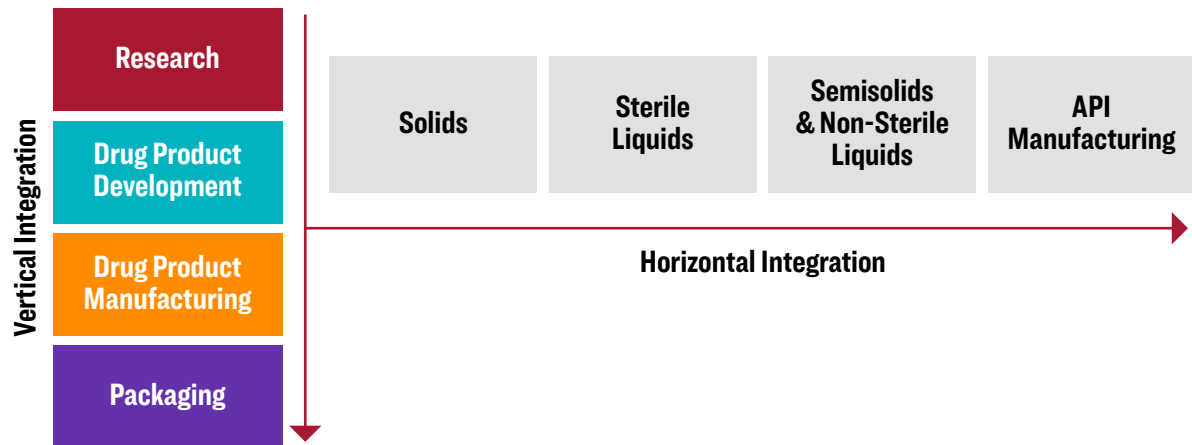 Vertical Integration
Research
Drug Product
Development
Drug Product
Manufacturing
Packaging
Solids
Sterile
Liquids
Semisolids
& Non-Sterile
Liquids
API
Manufacturing
Horizontal Integration